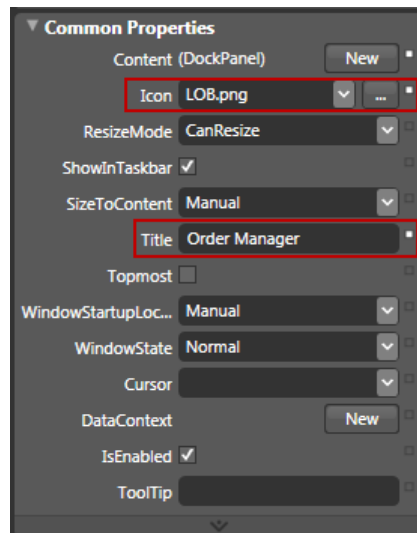 Common Properties
Content (DockPanel) New
Icon LOB.png ...
ResizeMode CanResize
ShowInTaskbar
SizeToContent Manual
Title Order Manager
Topmost
WindowStartupLoc... Manual
WindowState Normal
Cursor
DataContext New
IsEnabled
ToolTip